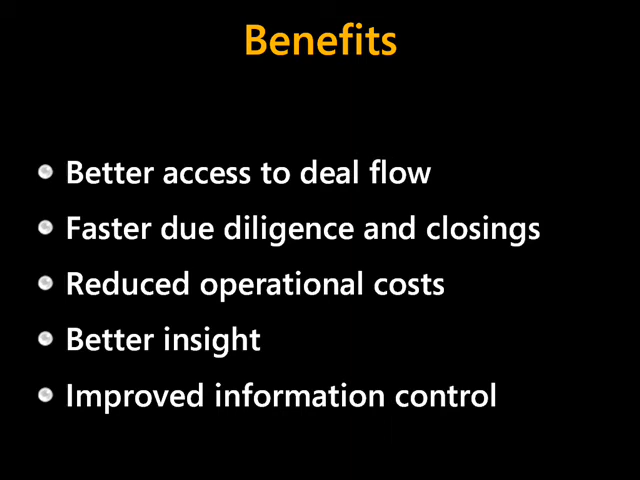 Benefits
Better access to deal flow
Faster due diligence and closings
Reduced operational costs
Better insight
Improved information control